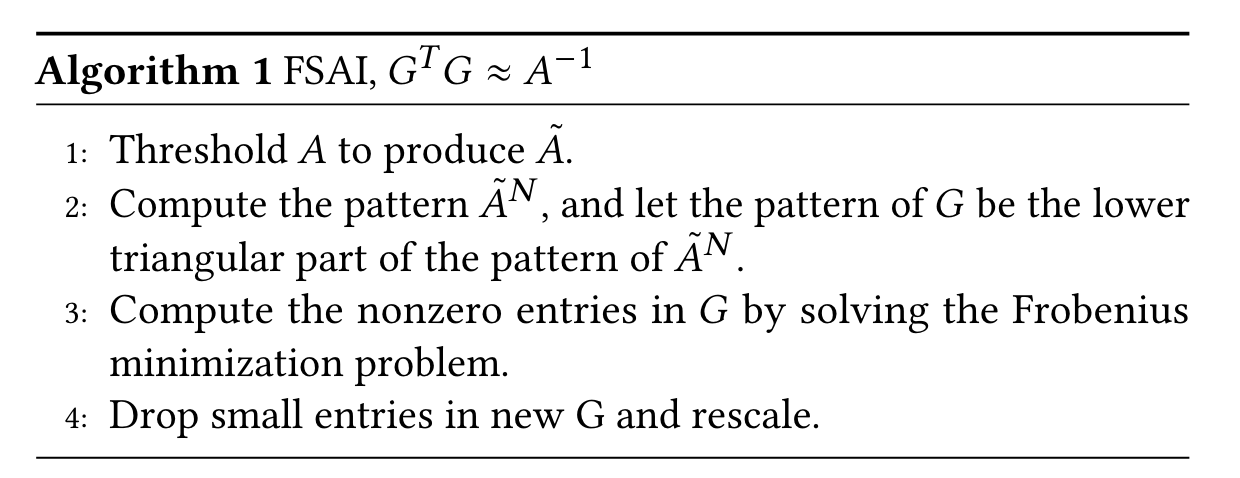 Algorithm 1 FSAI, $G^T G \approx A^{-1}$
1: Threshold $A$ to produce $\tilde{A}$.
2: Compute the pattern $\tilde{A}^N$, and let the pattern of $G$ be the lower
triangular part of the pattern of $\tilde{A}^N$.
3: Compute the nonzero entries in $G$ by solving the Frobenius
minimization problem.
4: Drop small entries in new G and rescale.